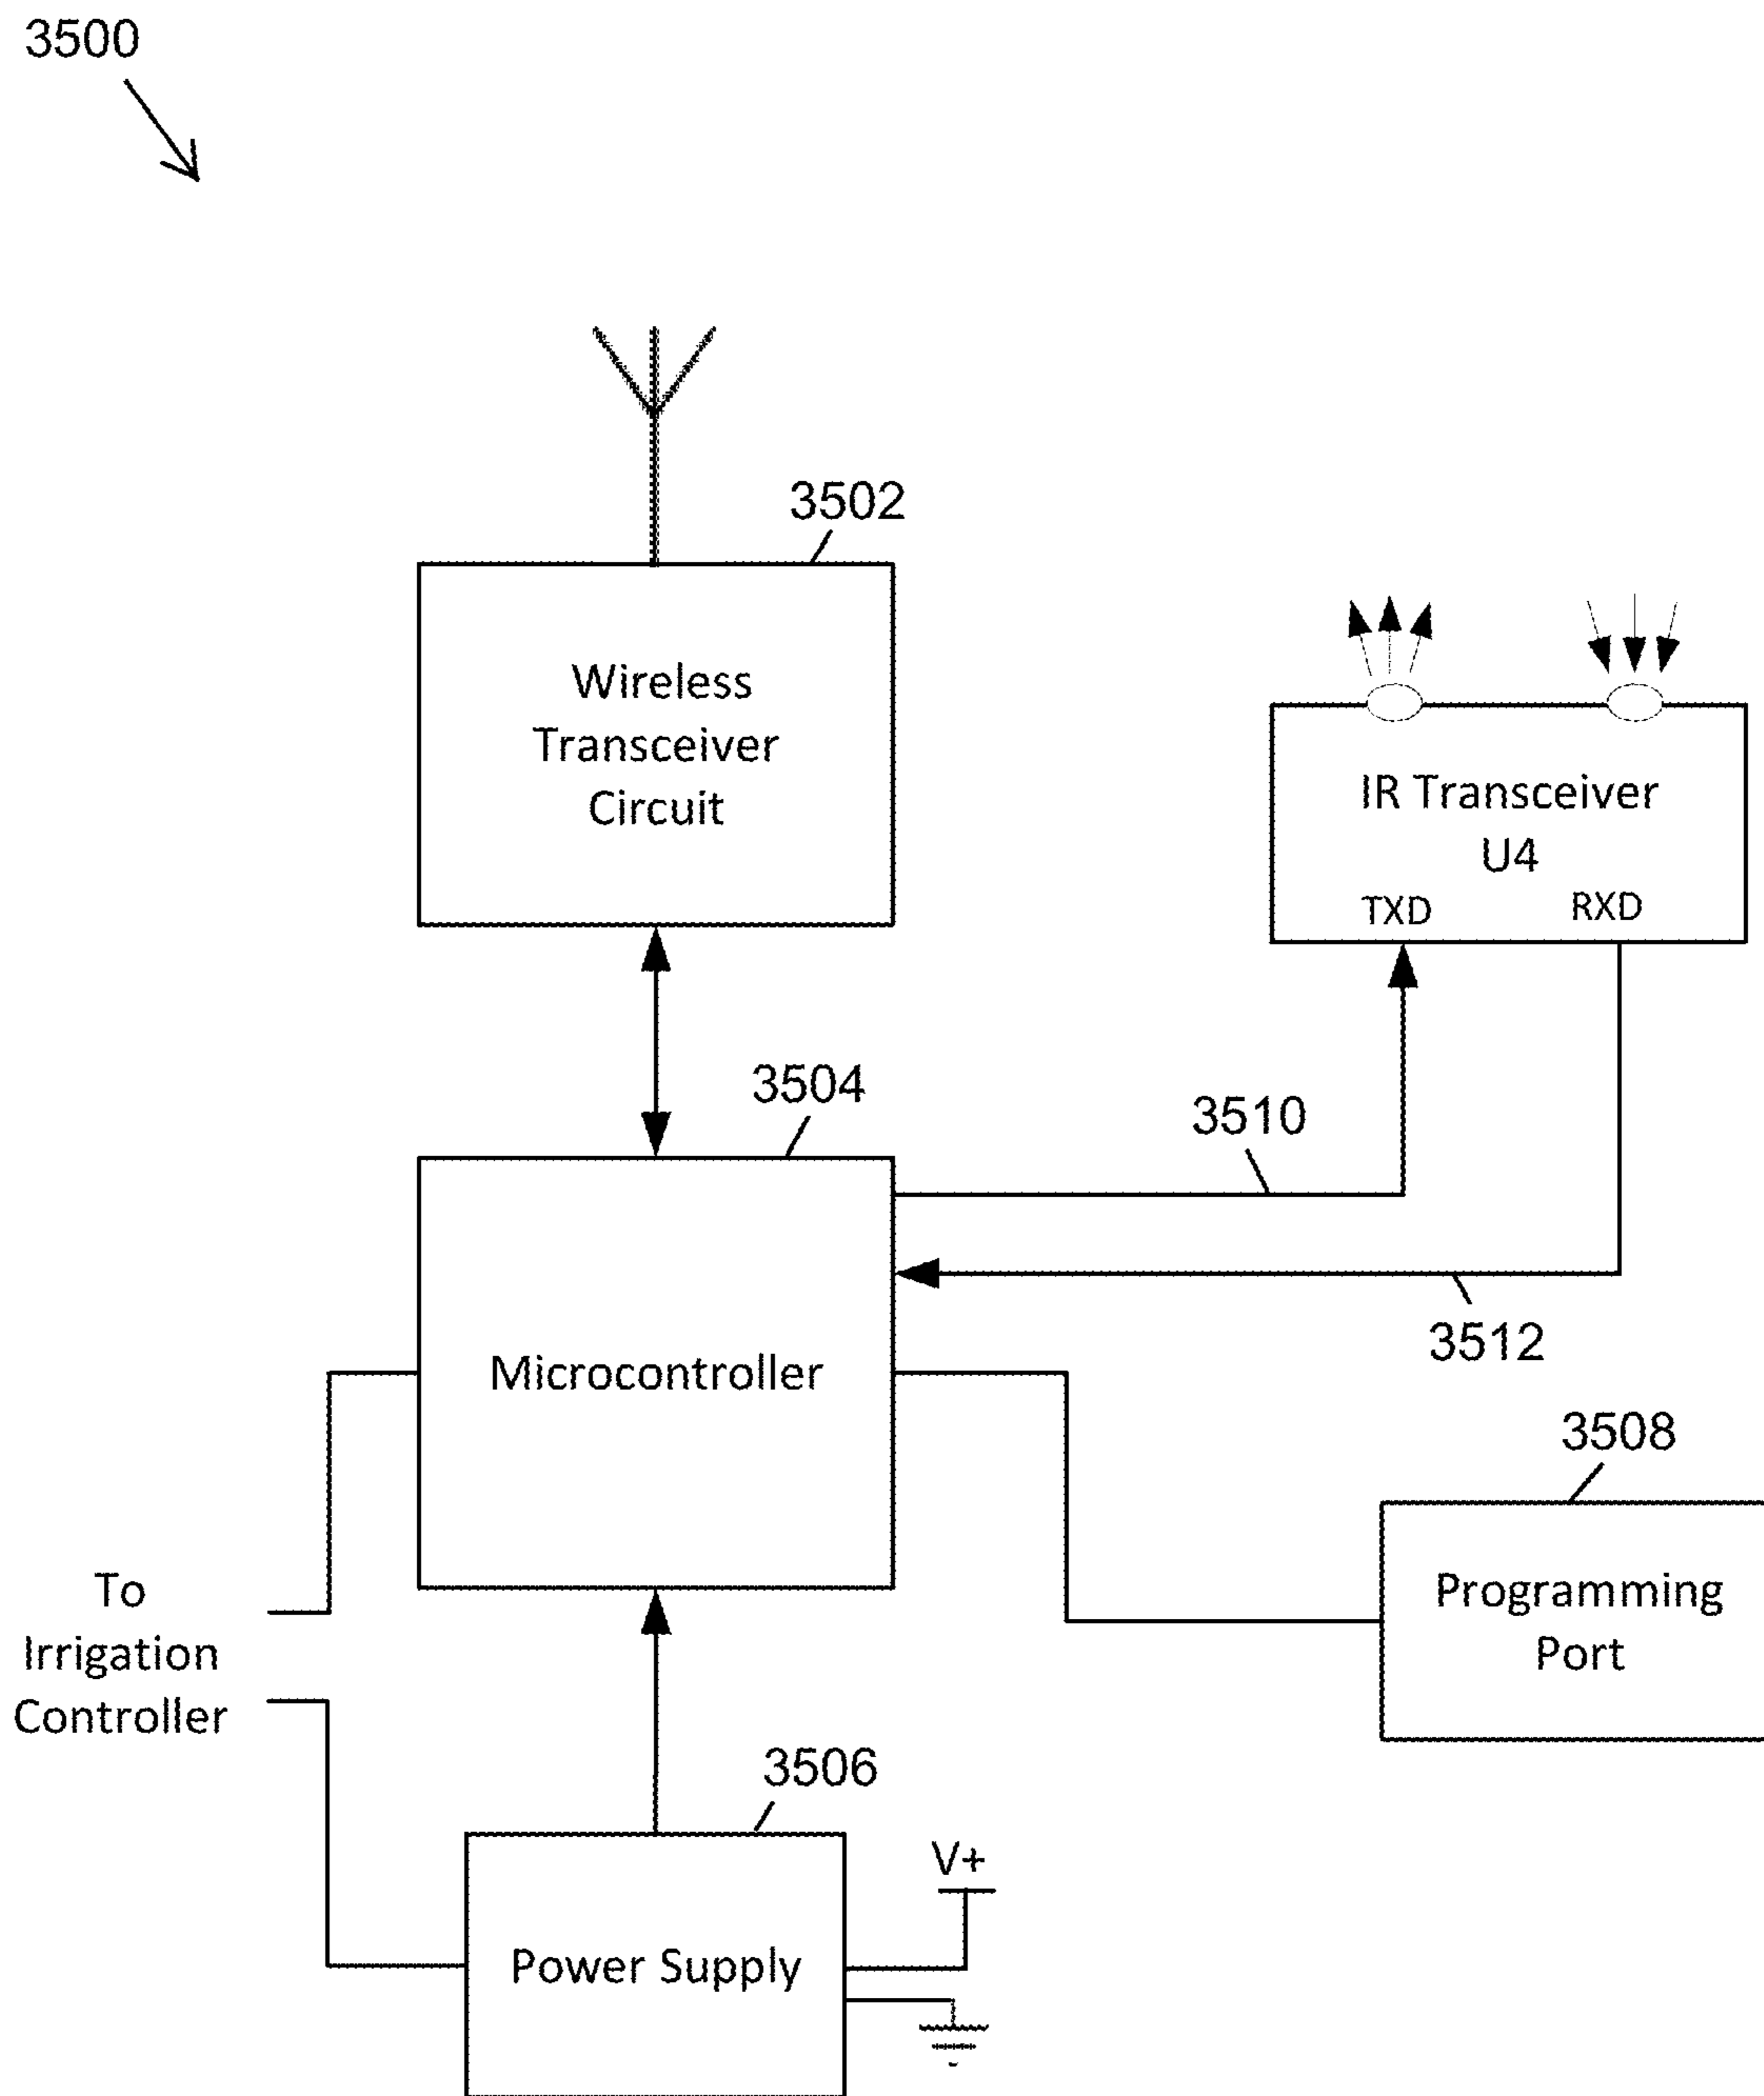 3500
3502
Wireless
Transceiver
Circuit
IR Transceiver
U4
TXD RXD
3504
3510
3512
Microcontroller
3508
Programming
Port
To
Irrigation
Controller
3506
V+
Power Supply